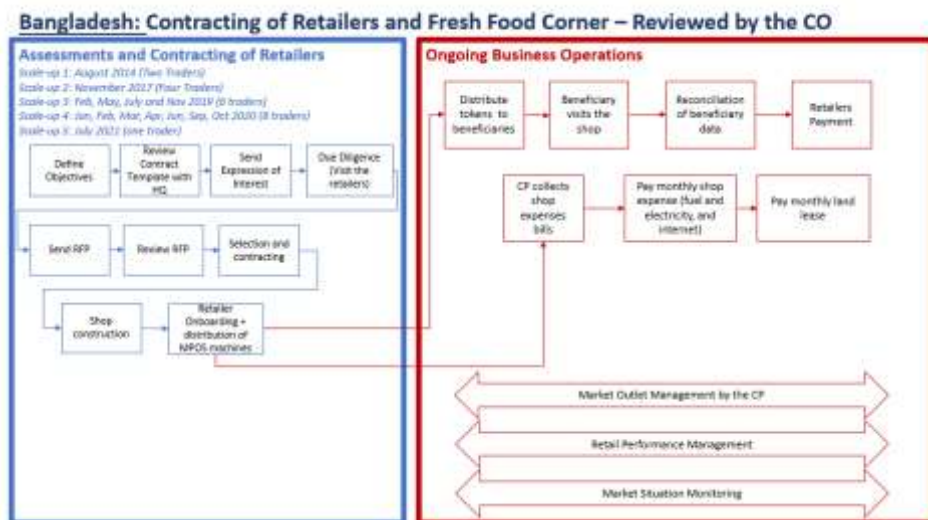 Bangladesh: Contracting of Retailers and Fresh Food Corner – Reviewed by the CO
Assessments and Contracting of Retailers
Scale-up 1: August 2014 (Two Traders)
Scale-up 2: November 2017 (Four Traders)
Scale-up 3: Feb, May, July and Nov 2019 (6 traders)
Scale-up 4: Jan, Feb, Mar, Apr, Jun, Sep, Oct 2020 (8 traders)
Scale-up 5: July 2021 (one trader)
Define
Objectives
Review
Contract
Template with
HQ
Send
Expression of
Interest
Due Diligence
(Visit the
retailers)
Send RFP
Review RFP
Selection and
contracting
Shop
construction
Retailer
Onboarding +
distribution of
MPOS machines
Ongoing Business Operations
Distribute
tokens to
beneficiaries
Beneficiary
visits the
shop
Reconciliation
of beneficiary
data
Retailers
Payment
CP collects
shop
expenses
bills
Pay monthly shop
expense (fuel and
electricity, and
internet)
Pay monthly land
lease
Market Outlet Management by the CP
Retail Performance Management
Market Situation Monitoring